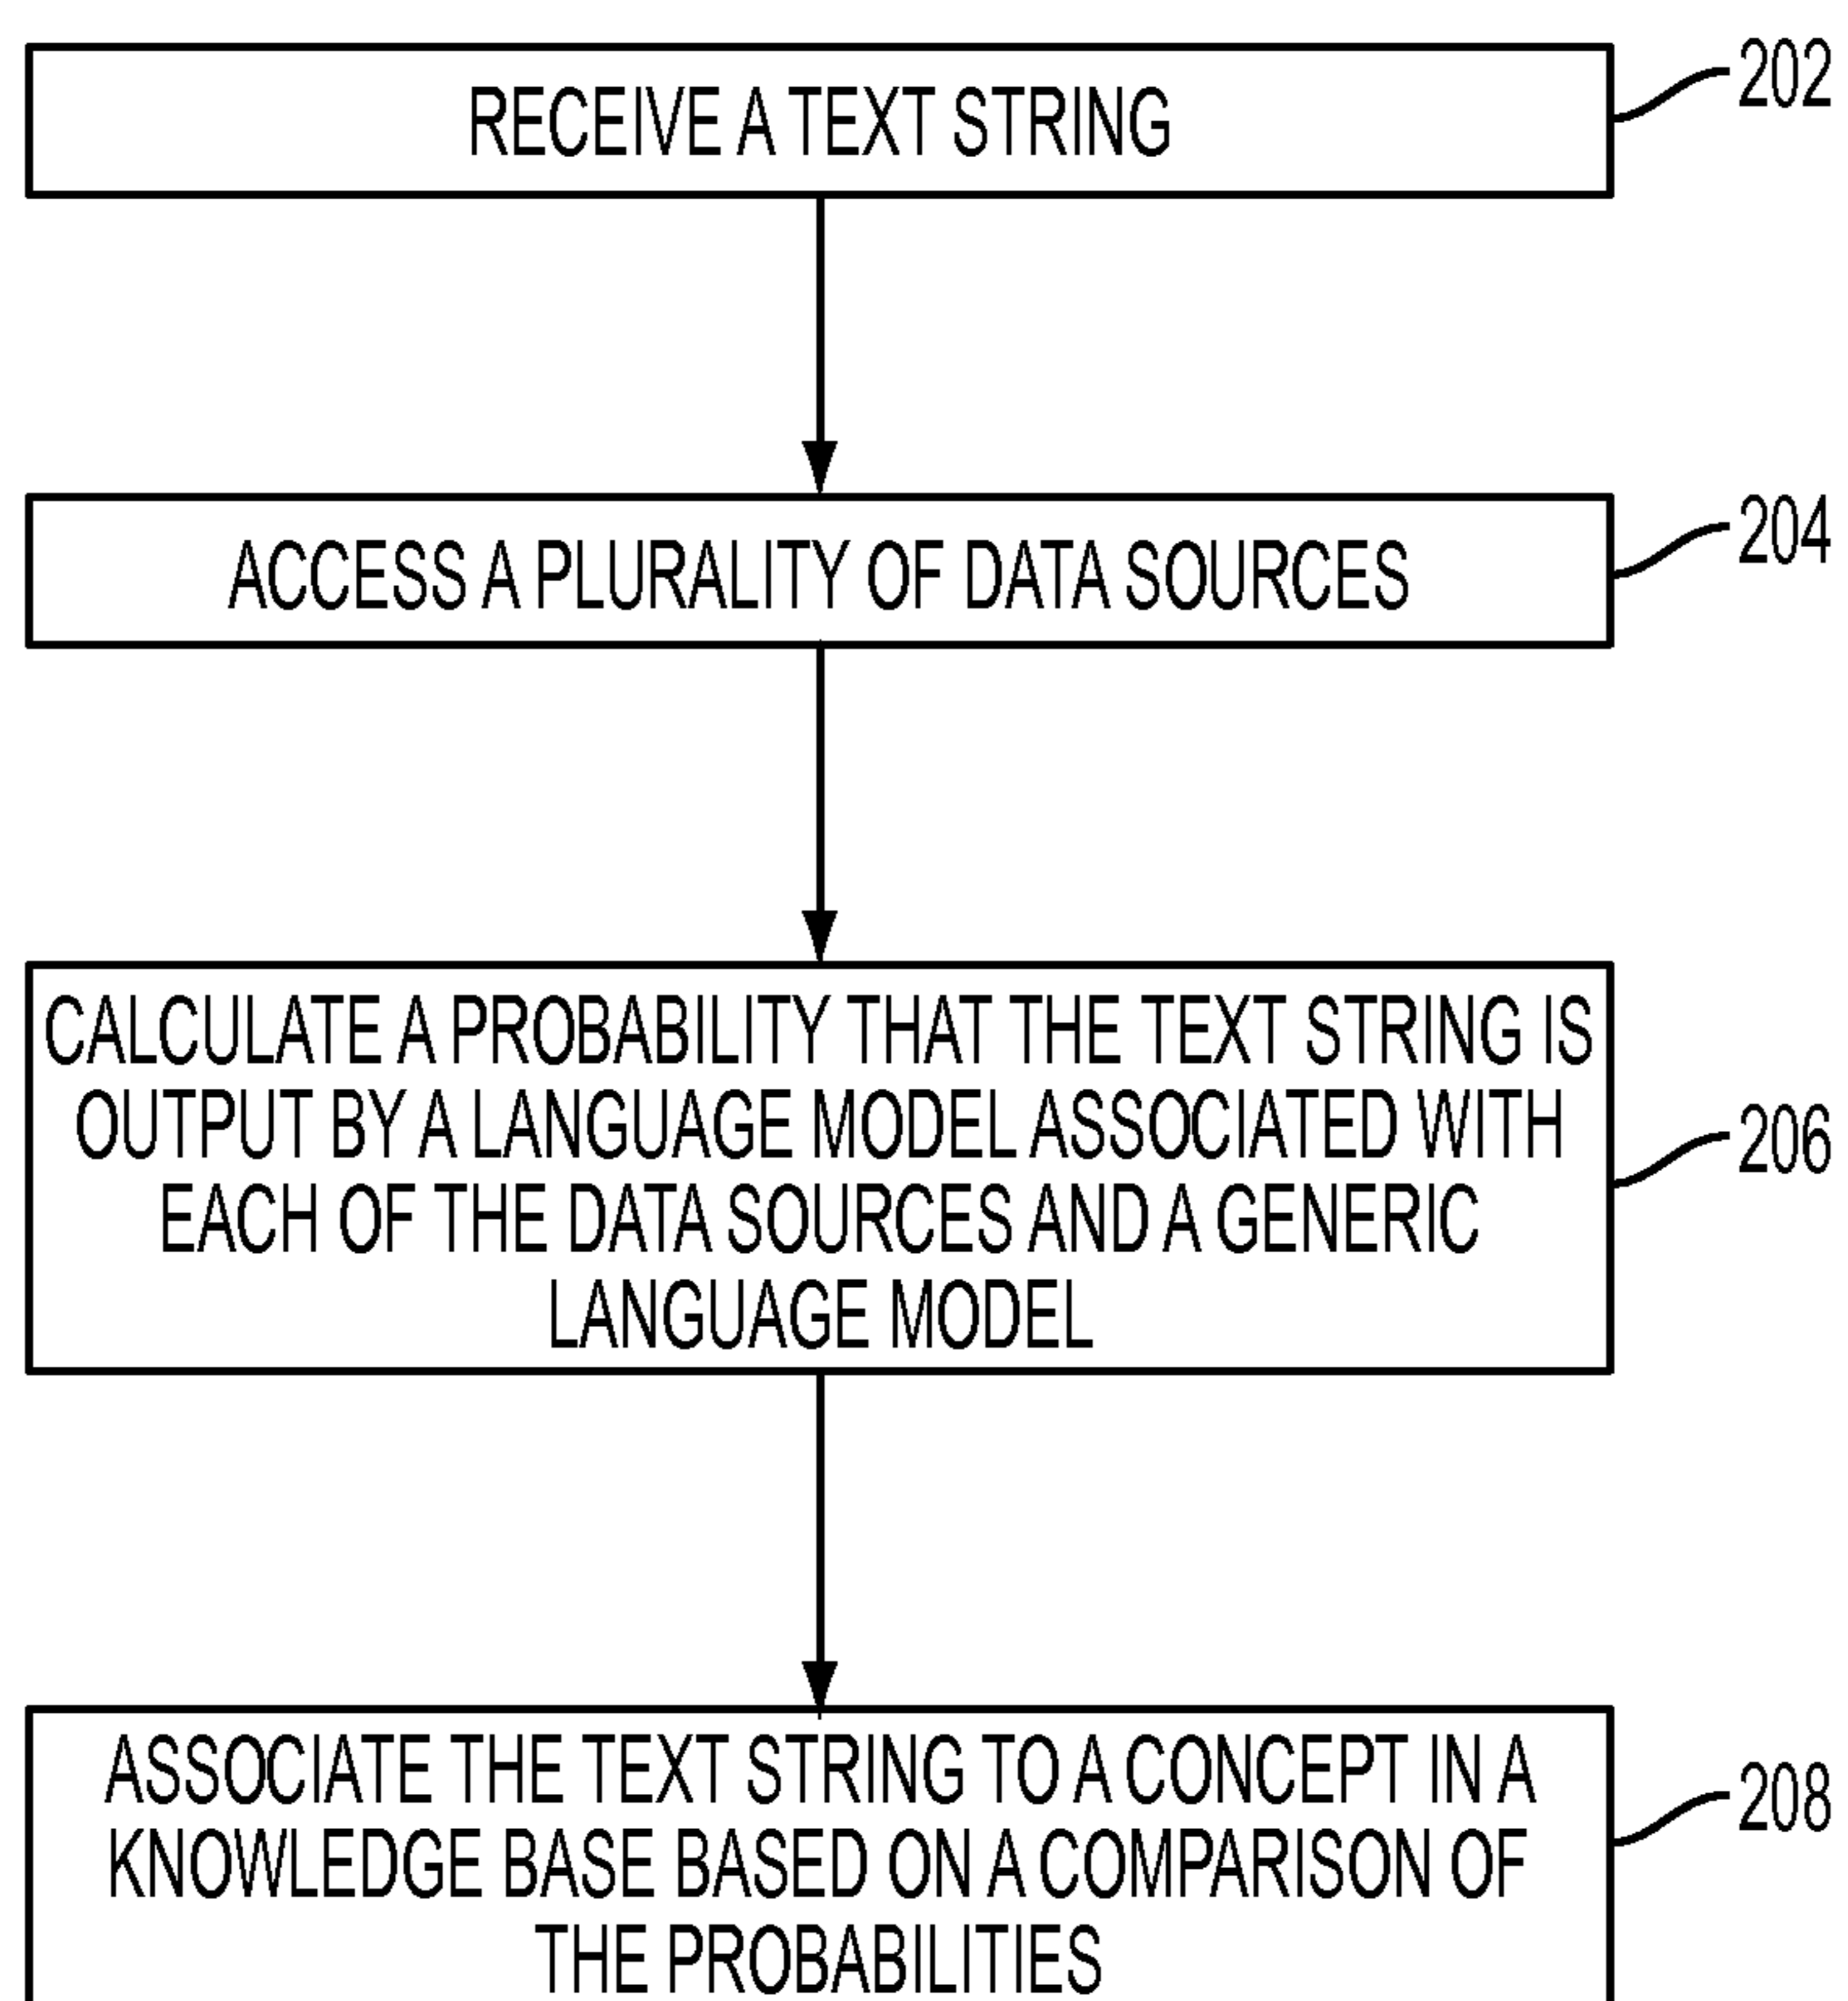 RECEIVE A TEXT STRING
202
ACCESS A PLURALITY OF DATA SOURCES
204
CALCULATE A PROBABILITY THAT THE TEXT STRING IS
OUTPUT BY A LANGUAGE MODEL ASSOCIATED WITH
EACH OF THE DATA SOURCES AND A GENERIC
LANGUAGE MODEL
206
ASSOCIATE THE TEXT STRING TO A CONCEPT IN A
KNOWLEDGE BASE BASED ON A COMPARISON OF
THE PROBABILITIES
208